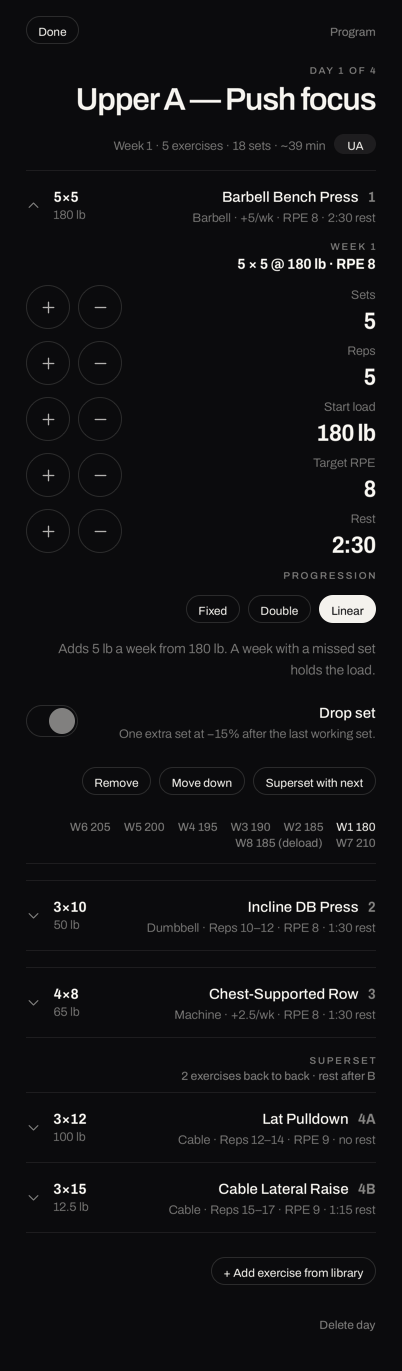 Done
Program
DAY 1 OF 4
Upper A — Push focus
Week 1 · 5 exercises · 18 sets · ~39 min
UA
Barbell Bench Press 1
Barbell · +5/wk · RPE 8 · 2:30 rest
5×5
180 lb
WEEK 1
5 × 5 @ 180 lb · RPE 8
Sets
5
+ −
Reps
5
+ −
Start load
180 lb
+ −
Target RPE
8
+ −
Rest
2:30
+ −
PROGRESSION
Fixed
Double
Linear
Adds 5 lb a week from 180 lb. A week with a missed set
holds the load.
Drop set
One extra set at −15% after the last working set.
Remove
Move down
Superset with next
W6 205 W5 200 W4 195 W3 190 W2 185 W1 180
W8 185 (deload) W7 210
Incline DB Press 2
Dumbbell · Reps 10–12 · RPE 8 · 1:30 rest
3×10
50 lb
Chest-Supported Row 3
Machine · +2.5/wk · RPE 8 · 1:30 rest
4×8
65 lb
SUPERSET
2 exercises back to back · rest after B
Lat Pulldown 4A
Cable · Reps 12–14 · RPE 9 · no rest
3×12
100 lb
Cable Lateral Raise 4B
Cable · Reps 15–17 · RPE 9 · 1:15 rest
3×15
12.5 lb
+ Add exercise from library
Delete day